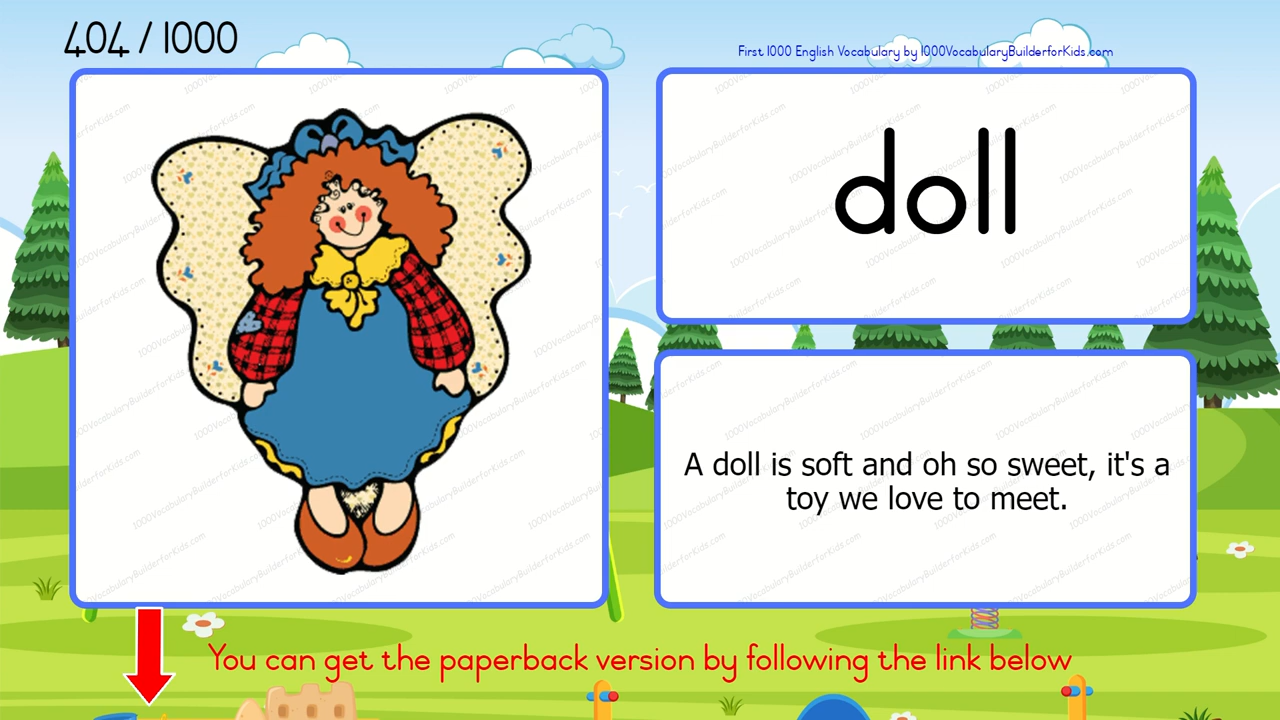 404 / 1000
First 1000 English Vocabulary by 1000VocabularyBuilderforKids.com
doll
A doll is soft and oh so sweet, it's a
toy we love to meet.
You can get the paperback version by following the link below